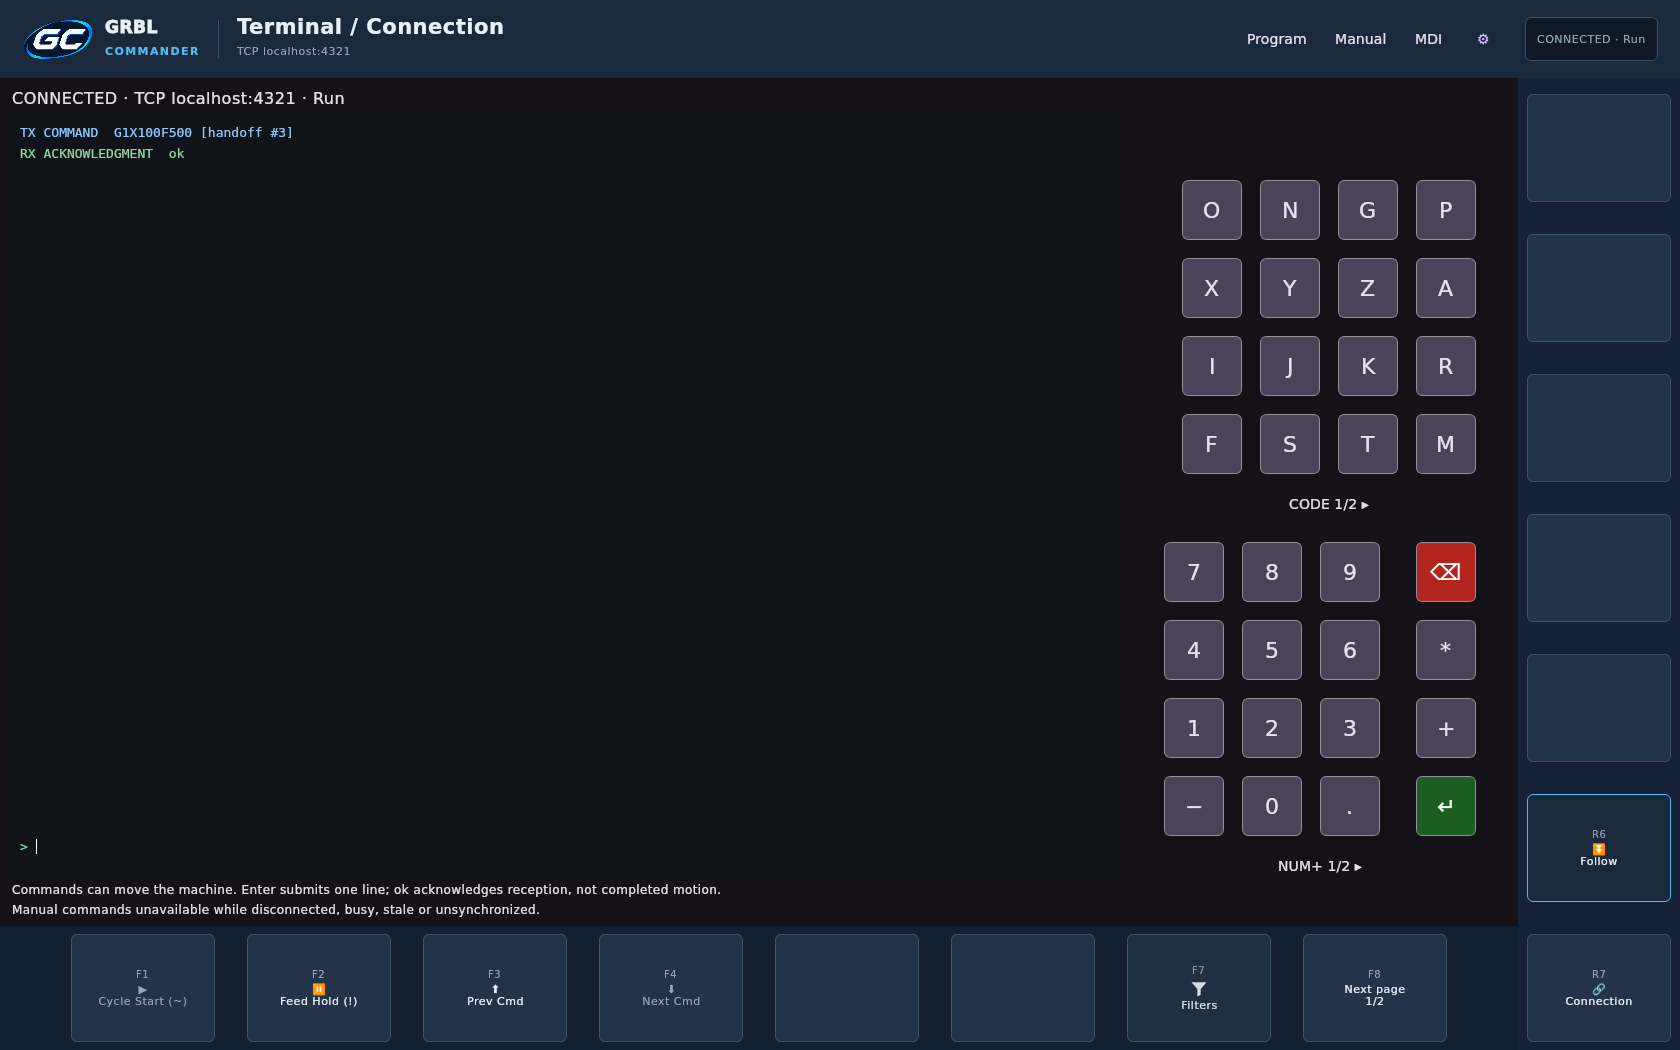 GC
GRBL
COMMANDER
Terminal / Connection
TCP localhost:4321
Program
Manual
MDI
CONNECTED · Run
CONNECTED · TCP localhost:4321 · Run
TX COMMAND  G1X100F500 [handoff #3]
RX ACKNOWLEDGMENT  ok
O N G P
X Y Z A
I J K R
F S T M
CODE 1/2 ▸
7 8 9 ⌫
4 5 6 *
1 2 3 +
− 0 . ↵
NUM+ 1/2 ▸
>
Commands can move the machine. Enter submits one line; ok acknowledges reception, not completed motion.
Manual commands unavailable while disconnected, busy, stale or unsynchronized.
R6
Follow
F1
Cycle Start (~)
F2
Feed Hold (!)
F3
Prev Cmd
F4
Next Cmd
F7
Filters
F8
Next page
1/2
R7
Connection